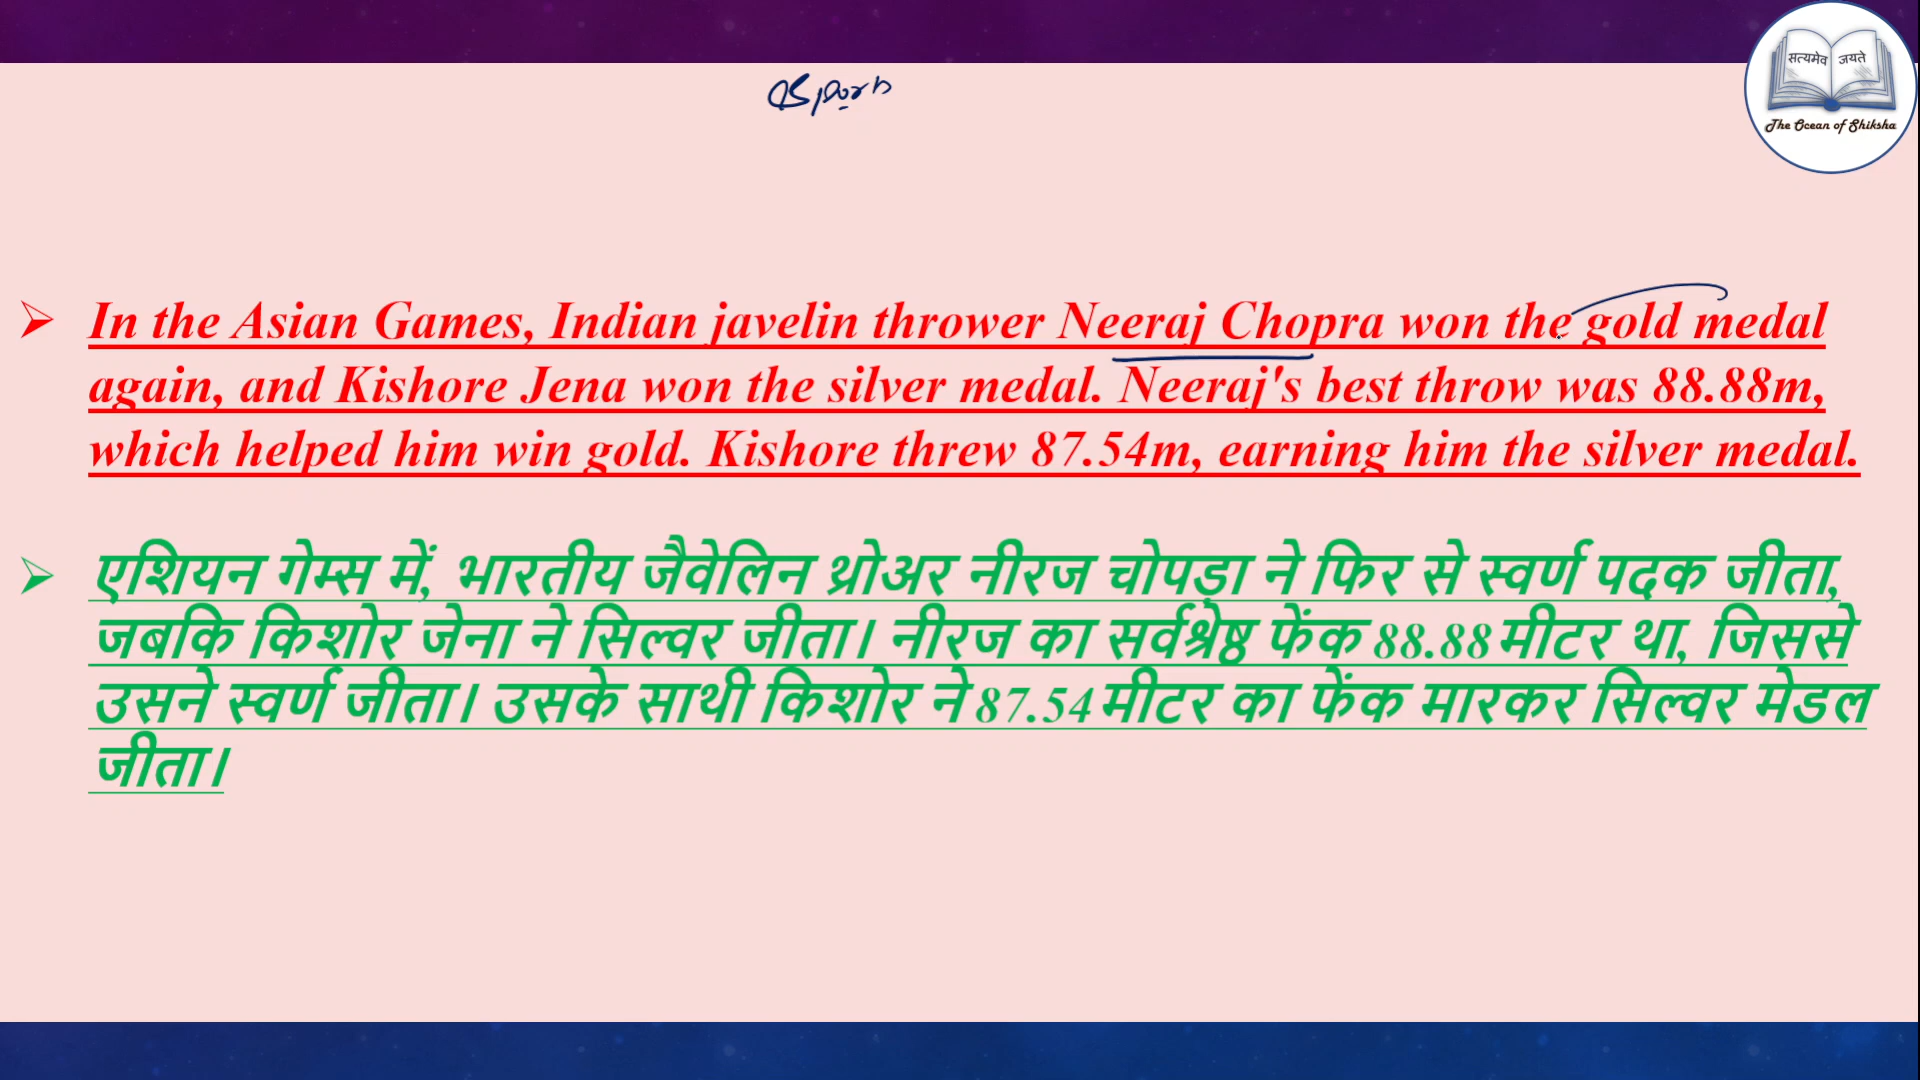 Sports
सत्यमेव जयते
The Ocean of Shiksha
In the Asian Games, Indian javelin thrower Neeraj Chopra won the gold medal
again, and Kishore Jena won the silver medal. Neeraj's best throw was 88.88m,
which helped him win gold. Kishore threw 87.54m, earning him the silver medal.
एशियन गेम्स में, भारतीय जैवेलिन थ्रोअर नीरज चोपड़ा ने फिर से स्वर्ण पदक जीता,
जबकि किशोर जेना ने सिल्वर जीता। नीरज का सर्वश्रेष्ठ फेंक 88.88 मीटर था, जिससे
उसने स्वर्ण जीता। उसके साथी किशोर ने 87.54 मीटर का फेंक मारकर सिल्वर मेडल
जीता।